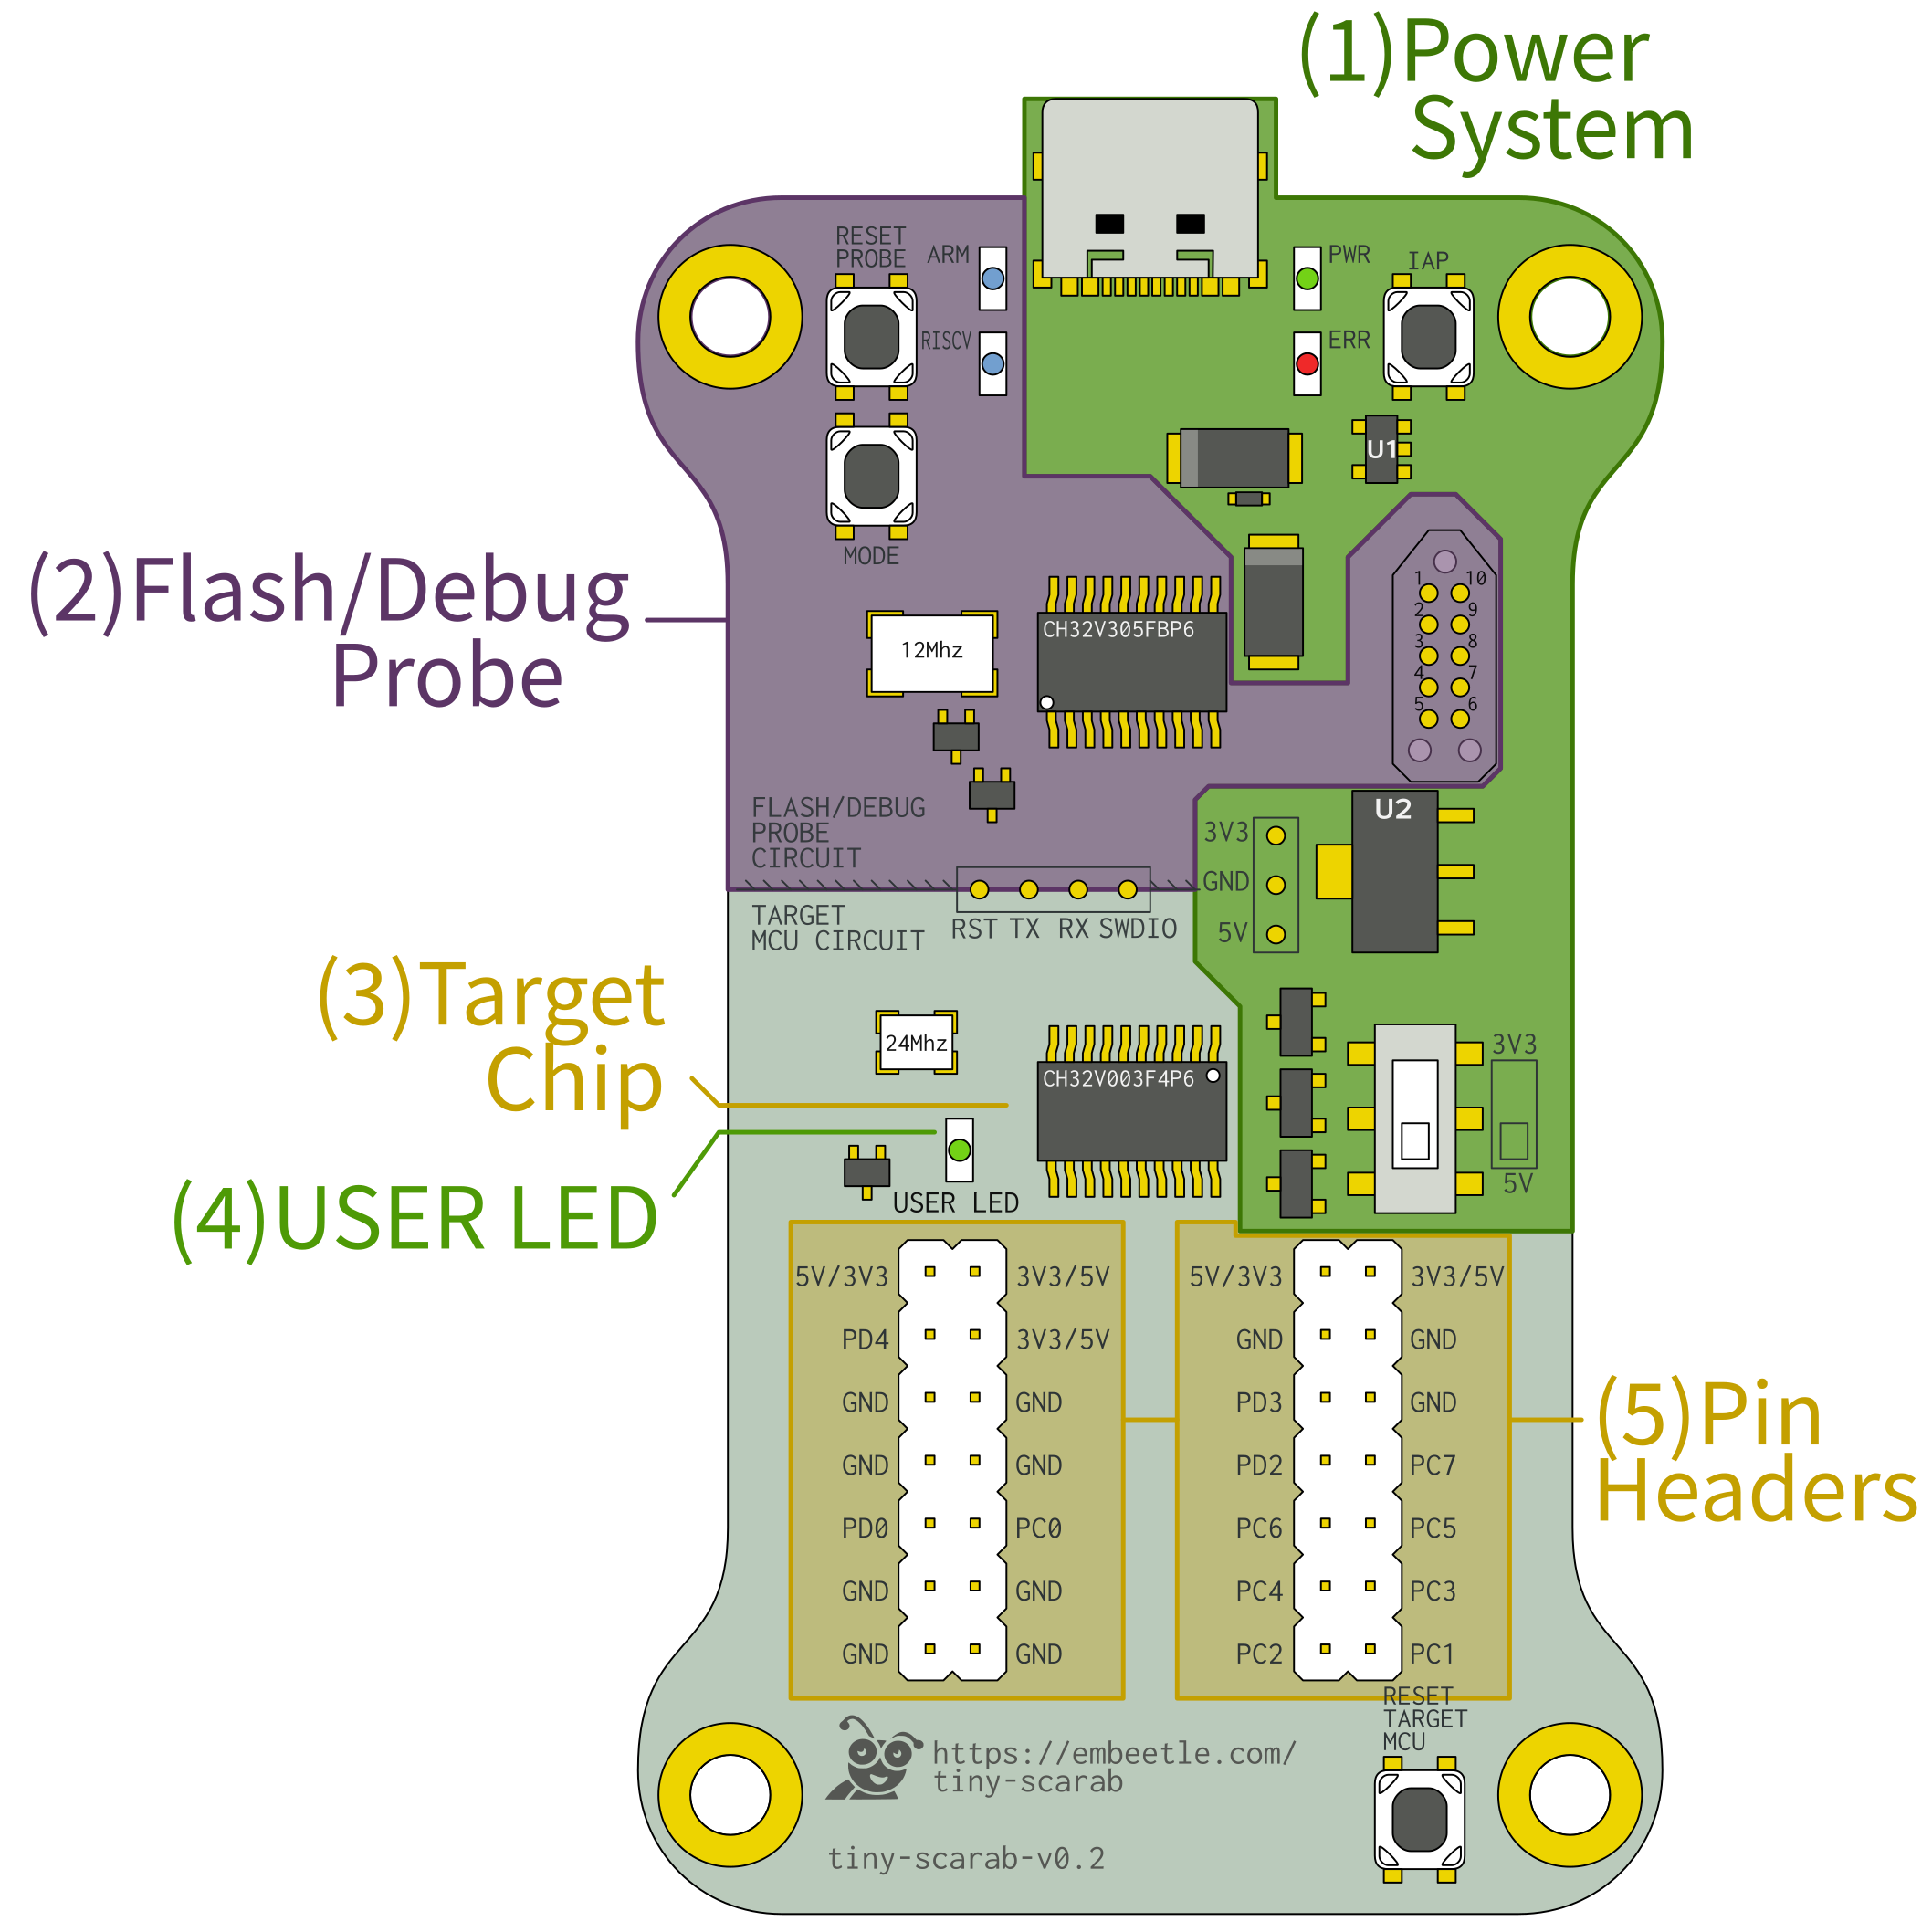 (1)Power
System
RESET
PROBE
ARM
PWR
IAP
RISCV
ERR
U1
MODE
(2)Flash/Debug
Probe
12Mhz
CH32V305FBP6
1 10
2 9
3 8
4 7
5 6
FLASH/DEBUG
PROBE
CIRCUIT
U2
3V3
GND
5V
TARGET
MCU CIRCUIT
RST TX RX SWDIO
(3)Target
Chip
24Mhz
CH32V003F4P6
3V3
5V
(4)USER LED
USER LED
5V/3V3 3V3/5V 5V/3V3 3V3/5V
PD4 3V3/5V GND GND
GND GND PD3 GND
GND GND PD2 PC7
PD0 PC0 PC6 PC5
GND GND PC4 PC3
GND GND PC2 PC1
(5)Pin
Headers
RESET
TARGET
MCU
https://embeetle.com/
tiny-scarab
tiny-scarab-v0.2